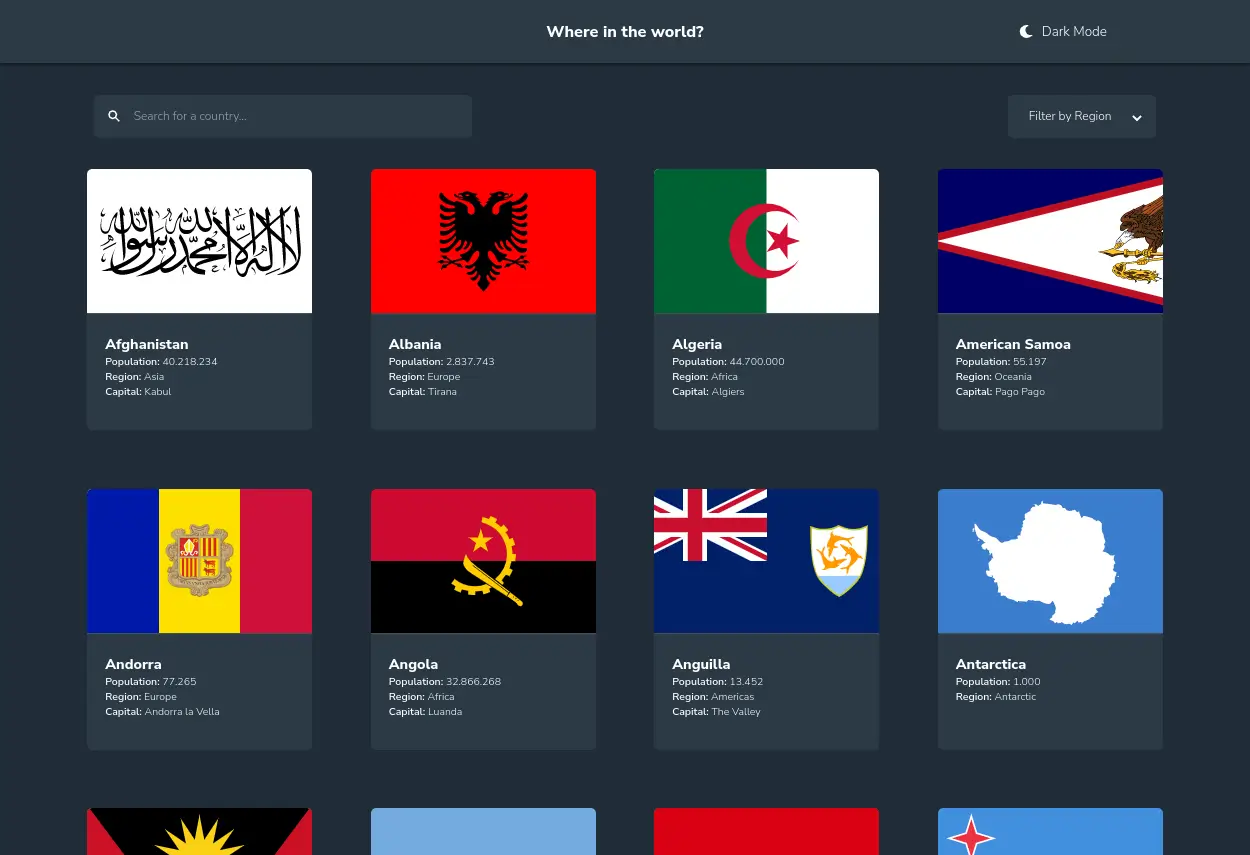 Where in the world?
Dark Mode
Search for a country...
Filter by Region
لا إله إلا الله محمد رسول الله
Afghanistan
Population: 40.218.234
Region: Asia
Capital: Kabul
Albania
Population: 2.837.743
Region: Europe
Capital: Tirana
Algeria
Population: 44.700.000
Region: Africa
Capital: Algiers
American Samoa
Population: 55.197
Region: Oceania
Capital: Pago Pago
Andorra
Population: 77.265
Region: Europe
Capital: Andorra la Vella
Angola
Population: 32.866.268
Region: Africa
Capital: Luanda
Anguilla
Population: 13.452
Region: Americas
Capital: The Valley
Antarctica
Population: 1.000
Region: Antarctic